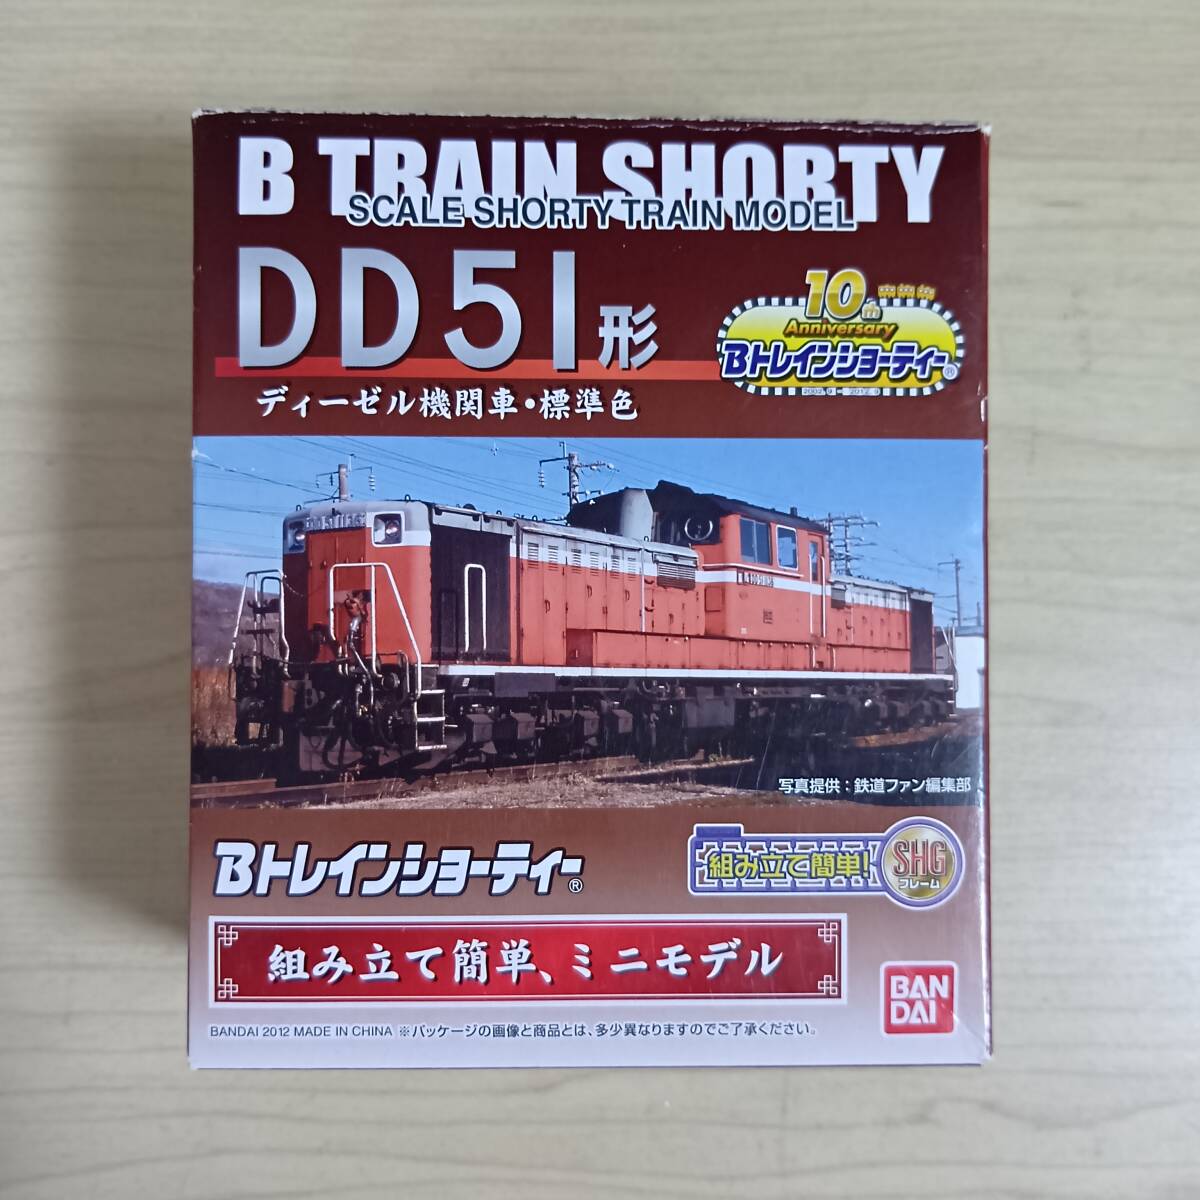 B TRAIN SHORTY
SCALE SHORTY TRAIN MODEL
DD51形
ディーゼル機関車・標準色
10th
Anniversary
Bトレインショーティー®
2002.9 - 2012.9
写真提供：鉄道ファン編集部
Bトレインショーティー®
組み立て簡単!
SHG
フレーム
組み立て簡単、ミニモデル
BAN
DAI
BANDAI 2012 MADE IN CHINA ※パッケージの画像と商品とは、多少異なりますのでご了承ください。